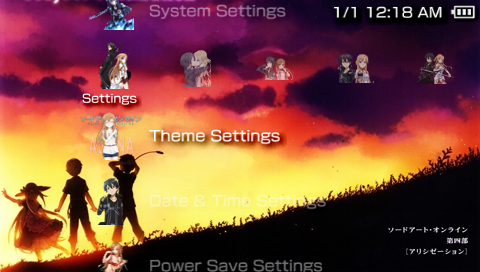 System Settings
1/1 12:18 AM
Settings
Theme Settings
Date & Time Settings
ソードアート・オンライン
第四部
[アリシゼーション]
Power Save Settings